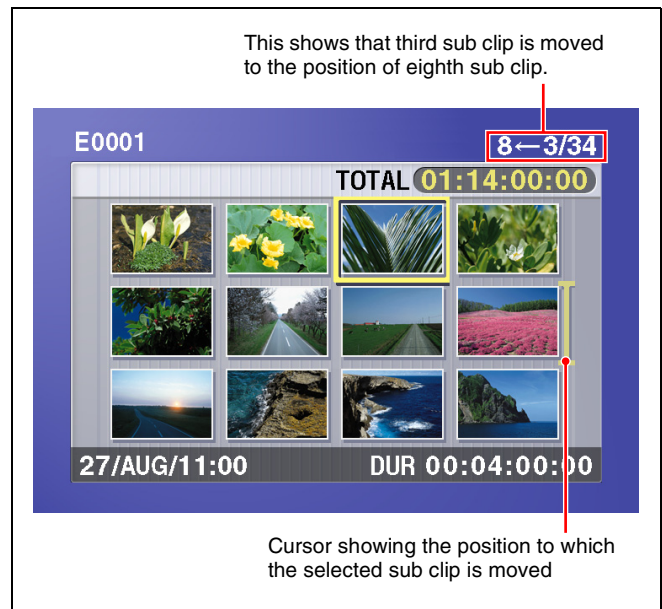 This shows that third sub clip is moved
to the position of eighth sub clip.
E0001
8←3/34
TOTAL 01:14:00:00
27/AUG/11:00
DUR 00:04:00:00
Cursor showing the position to which
the selected sub clip is moved